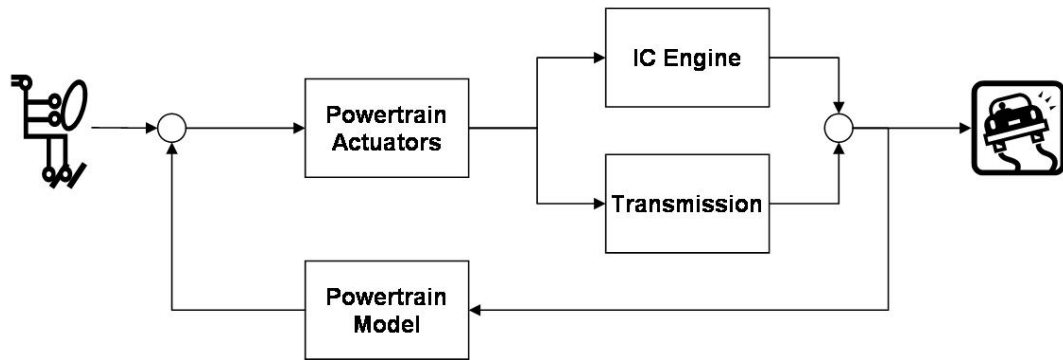 IC Engine
Powertrain
Actuators
Transmission
Powertrain
Model